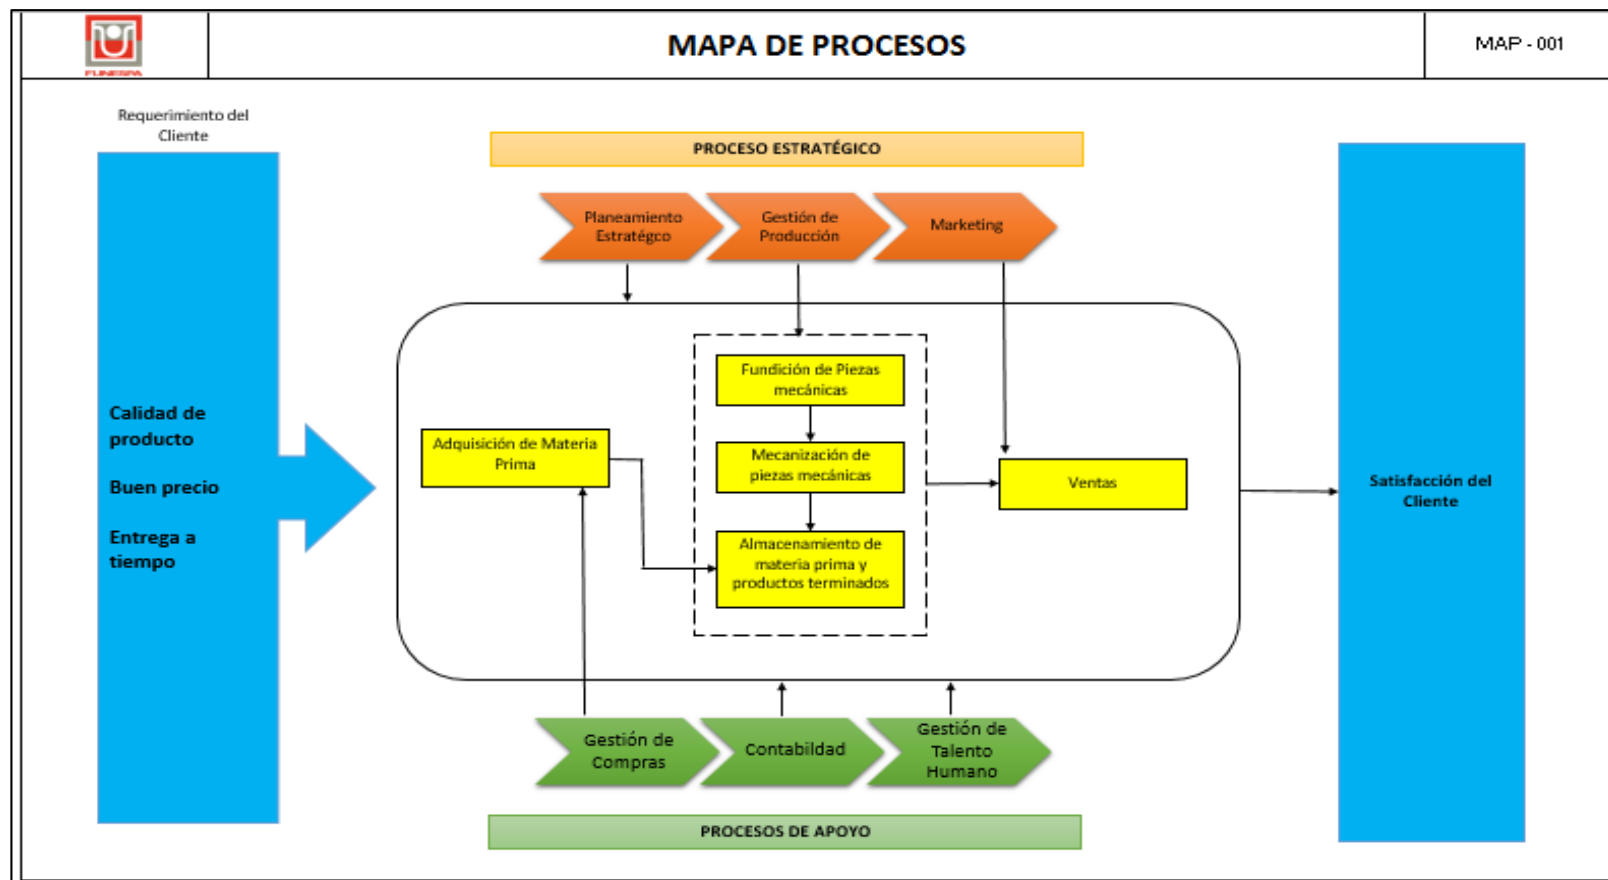 FUNESPA
MAPA DE PROCESOS
MAP - 001
Requerimiento del
Cliente
PROCESO ESTRATÉGICO
Planeamiento
Estratégco
Gestión de
Producción
Marketing
Fundición de Piezas
mecánicas
Calidad de
producto
Buen precio
Entrega a
tiempo
Adquisición de Materia
Prima
Mecanización de
piezas mecánicas
Almacenamiento de
materia prima y
productos terminados
Ventas
Satisfacción del
Cliente
Gestión de
Compras
Contabildad
Gestión de
Talento
Humano
PROCESOS DE APOYO